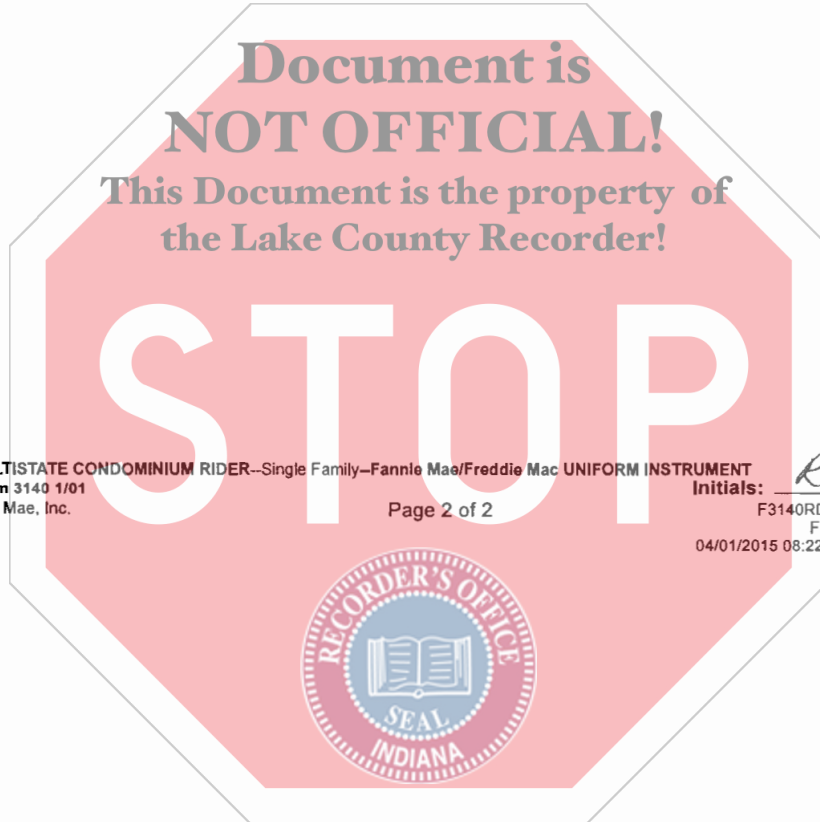 Document is
NOT OFFICIAL!
This Document is the property of
the Lake County Recorder!
STOP
TISTATE CONDOMINIUM RIDER--Single Family--Fannie Mae/Freddie Mac UNIFORM INSTRUMENT
3140 1/01
Initials:
Mae, Inc.
Page 2 of 2
F3140RD
F
04/01/2015 08:22
RECORDER'S OFFICE
SEAL
INDIANA